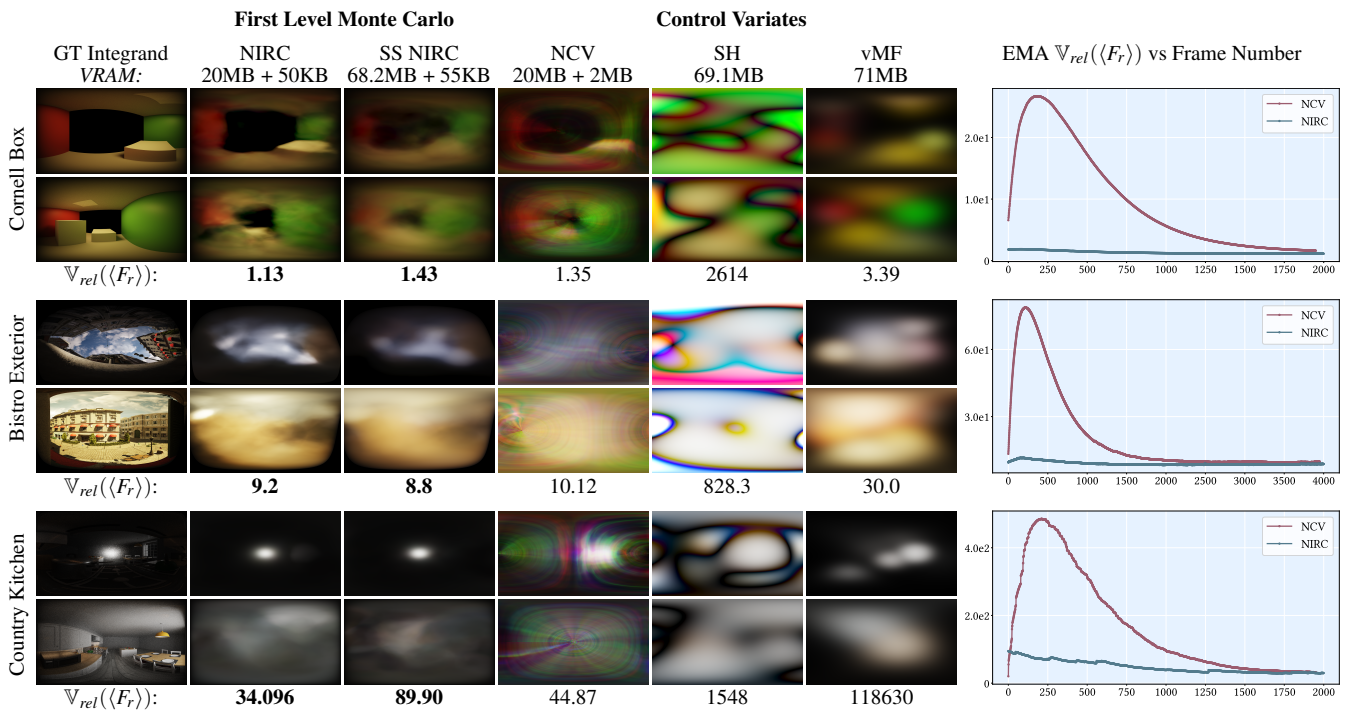 First Level Monte Carlo Control Variates
GT Integrand NIRC SS NIRC NCV SH vMF EMA 𝕍rel(⟨Fr⟩) vs Frame Number
VRAM: 20MB + 50KB 68.2MB + 55KB 20MB + 2MB 69.1MB 71MB
Cornell Box
NCV
NIRC
2.0e1
1.0e1
0
0 250 500 750 1000 1250 1500 1750 2000
𝕍rel(⟨Fr⟩): 1.13 1.43 1.35 2614 3.39
Bistro Exterior
NCV
NIRC
6.0e1
3.0e1
0 500 1000 1500 2000 2500 3000 3500 4000
𝕍rel(⟨Fr⟩): 9.2 8.8 10.12 828.3 30.0
Country Kitchen
NCV
NIRC
4.0e2
2.0e2
0
0 250 500 750 1000 1250 1500 1750 2000
𝕍rel(⟨Fr⟩): 34.096 89.90 44.87 1548 118630